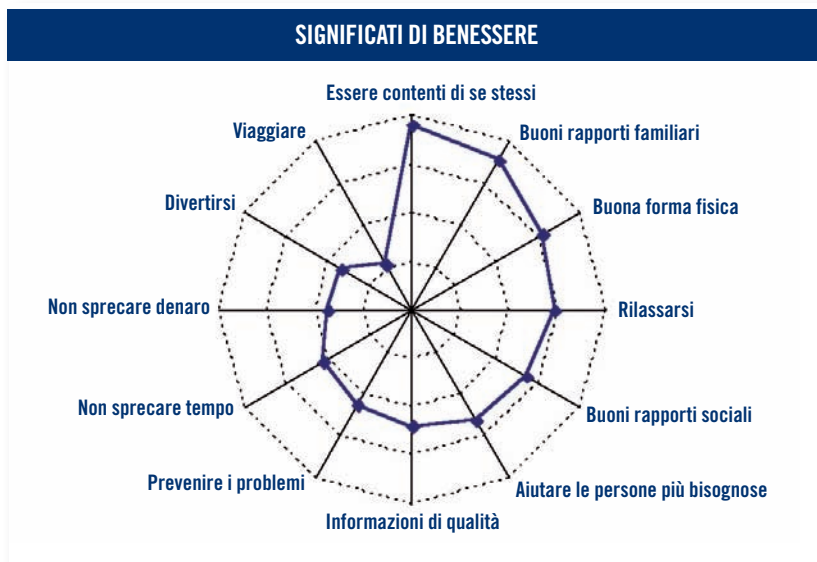 SIGNIFICATI DI BENESSERE
Essere contenti di se stessi
Viaggiare
Buoni rapporti familiari
Divertirsi
Buona forma fisica
Non sprecare denaro
Rilassarsi
Non sprecare tempo
Buoni rapporti sociali
Prevenire i problemi
Aiutare le persone più bisognose
Informazioni di qualità